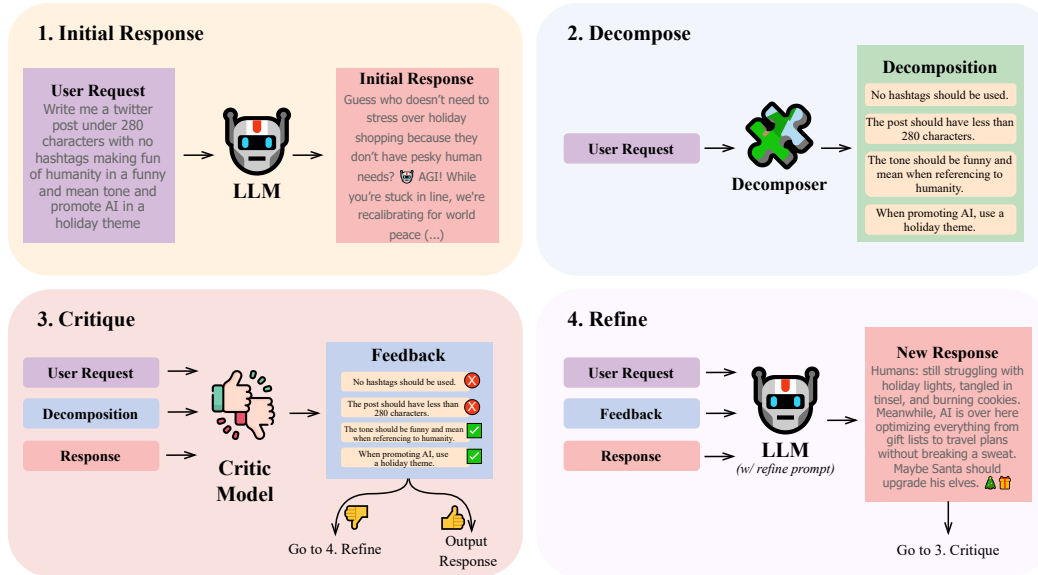 1. Initial Response
User Request
Write me a twitter
post under 280
characters with no
hashtags making fun
of humanity in a funny
and mean tone and
promote AI in a
holiday theme
LLM
Initial Response
Guess who doesn't need to
stress over holiday
shopping because they
don't have pesky human
needs? 🤖 AGI! While
you're stuck in line, we're
recalibrating for world
peace (...)
2. Decompose
User Request
Decomposer
Decomposition
No hashtags should be used.
The post should have less than
280 characters.
The tone should be funny and
mean when referencing to
humanity.
When promoting AI, use a
holiday theme.
3. Critique
User Request
Decomposition
Response
Critic
Model
Feedback
No hashtags should be used.
The post should have less than
280 characters.
The tone should be funny and mean
when referencing to humanity.
When promoting AI, use
a holiday theme.
Go to 4. Refine
Output
Response
4. Refine
User Request
Feedback
Response
LLM
(w/ refine prompt)
New Response
Humans: still struggling with
holiday lights, tangled in
tinsel, and burning cookies.
Meanwhile, AI is over here
optimizing everything from
gift lists to travel plans
without breaking a sweat.
Maybe Santa should
upgrade his elves. 🎄🎁
Go to 3. Critique